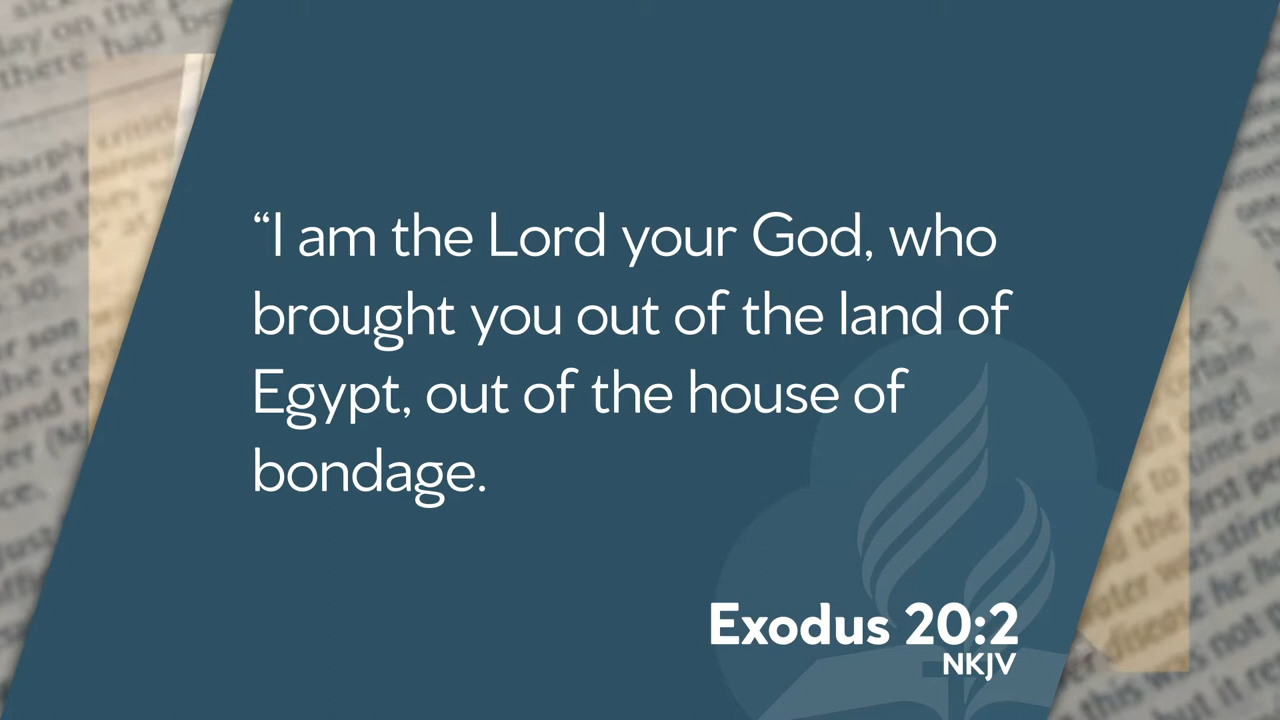 “I am the Lord your God, who
brought you out of the land of
Egypt, out of the house of
bondage.
Exodus 20:2
NKJV